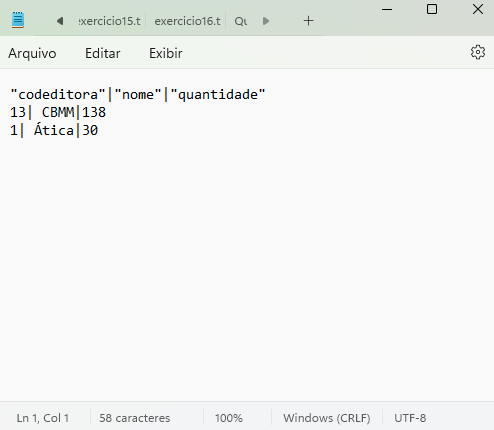 exercicio15.t exercicio16.t Qu
Arquivo Editar Exibir
"codeditora"|"nome"|"quantidade"
13| CBMM|138
1| Ática|30
Ln 1, Col 1 58 caracteres 100% Windows (CRLF) UTF-8